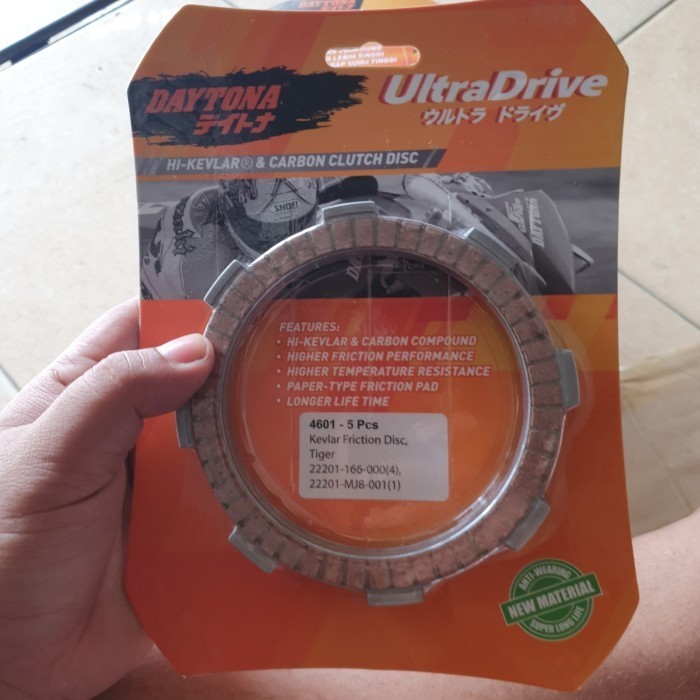 DAYTONA
デイトナ
UltraDrive
ウルトラ ドライヴ
HI-KEVLAR® & CARBON CLUTCH DISC
SHOEI
DAYTONA
FEATURES:
• HI-KEVLAR & CARBON COMPOUND
• HIGHER FRICTION PERFORMANCE
• HIGHER TEMPERATURE RESISTANCE
• PAPER-TYPE FRICTION PAD
• LONGER LIFE TIME
4601 - 5 Pcs
Kevlar Friction Disc,
Tiger
22201-166-000(4),
22201-MJ8-001(1)
ANTI-WEARING
NEW MATERIAL
SUPER LONG LIFE